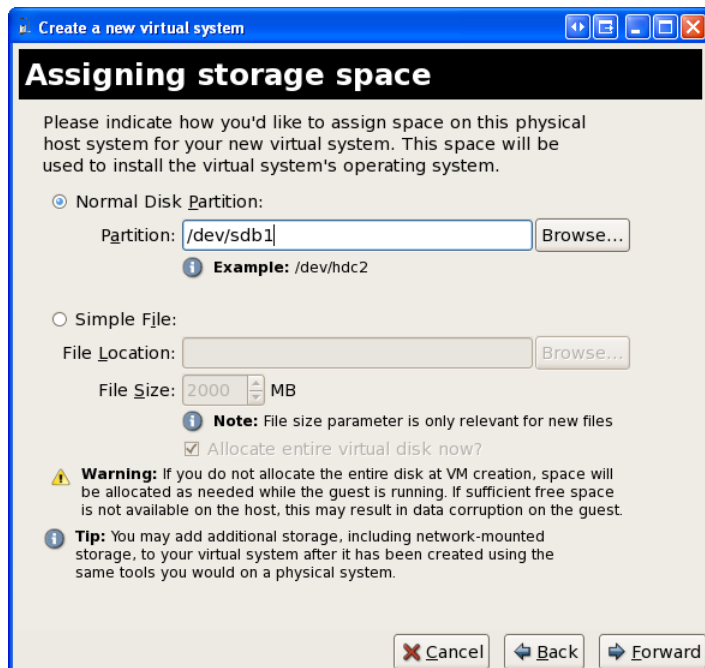 Create a new virtual system
Assigning storage space
Please indicate how you'd like to assign space on this physical
host system for your new virtual system. This space will be
used to install the virtual system's operating system.
Normal Disk Partition:
Partition: /dev/sdb1 Browse...
Example: /dev/hdc2
Simple File:
File Location: Browse...
File Size: 2000 MB
Note: File size parameter is only relevant for new files
Allocate entire virtual disk now?
Warning: If you do not allocate the entire disk at VM creation, space will
be allocated as needed while the guest is running. If sufficient free space
is not available on the host, this may result in data corruption on the guest.
Tip: You may add additional storage, including network-mounted
storage, to your virtual system after it has been created using the
same tools you would on a physical system.
Cancel Back Forward